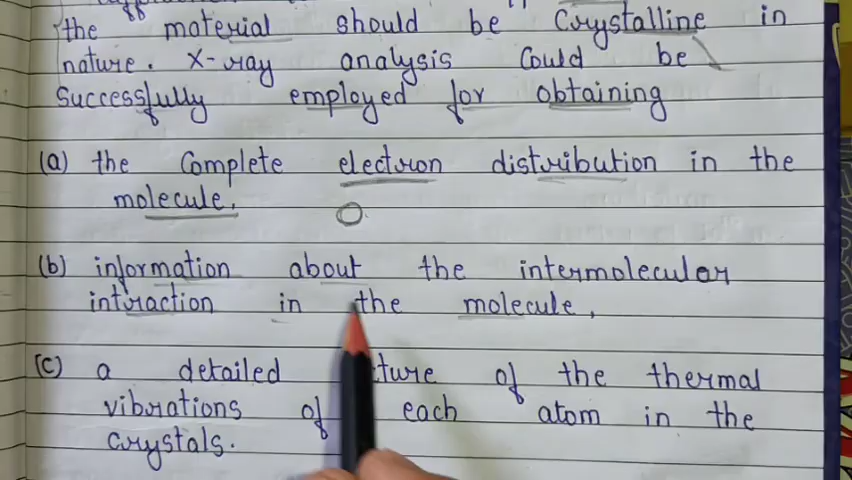 the material should be Crystalline in
nature. X-ray analysis Could be
Successfully employed for obtaining
(a) the Complete electron distribution in the
molecule.
(b) information about the intermolecular
intraction in the molecule,
(c) a detailed cture of the thermal
vibrations of each atom in the
crystals.